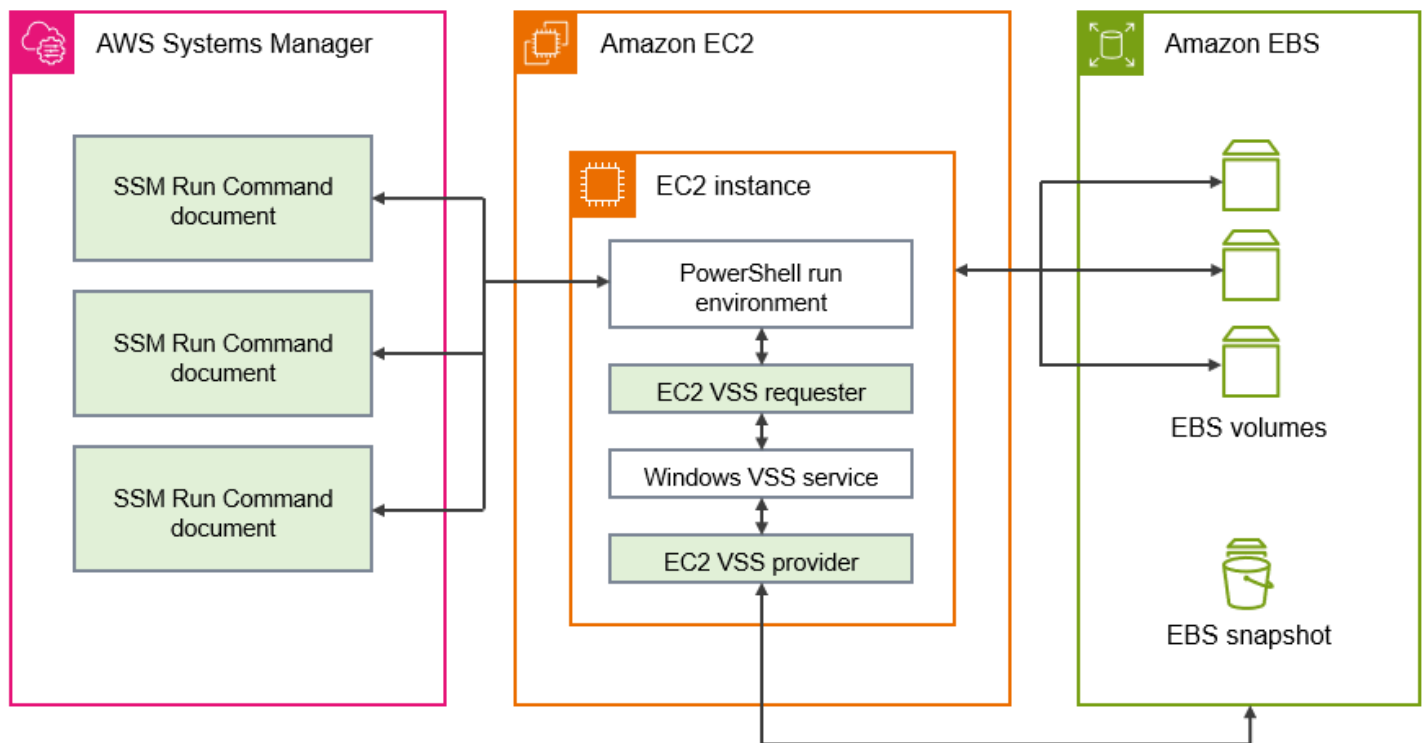 AWS Systems Manager
SSM Run Command
document
SSM Run Command
document
SSM Run Command
document
Amazon EC2
EC2 instance
PowerShell run
environment
EC2 VSS requester
Windows VSS service
EC2 VSS provider
Amazon EBS
EBS volumes
EBS snapshot